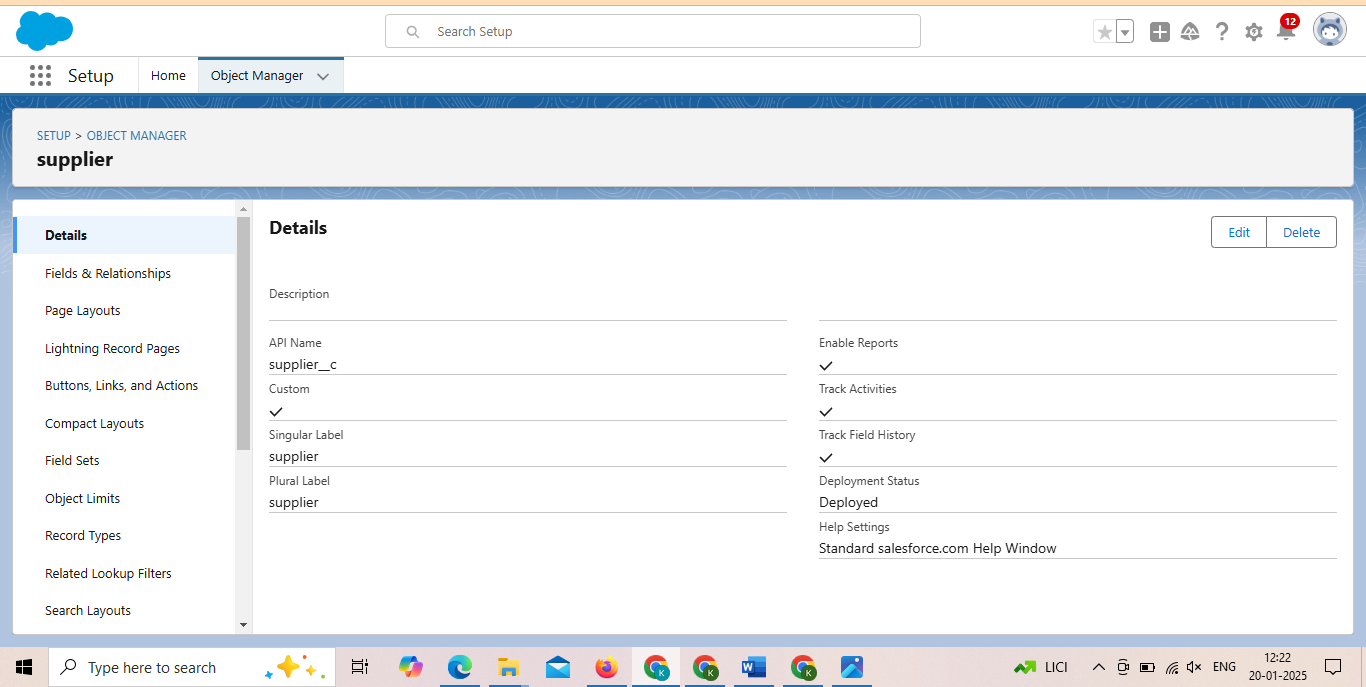 Search Setup
12
Setup
Home
Object Manager
SETUP > OBJECT MANAGER
supplier
Details
Fields & Relationships
Page Layouts
Lightning Record Pages
Buttons, Links, and Actions
Compact Layouts
Field Sets
Object Limits
Record Types
Related Lookup Filters
Search Layouts
Details
Edit
Delete
Description
API Name
supplier__c
Custom
Singular Label
supplier
Plural Label
supplier
Enable Reports
Track Activities
Track Field History
Deployment Status
Deployed
Help Settings
Standard salesforce.com Help Window
Type here to search
K
K
W
K
LICI
ENG
12:22
20-01-2025